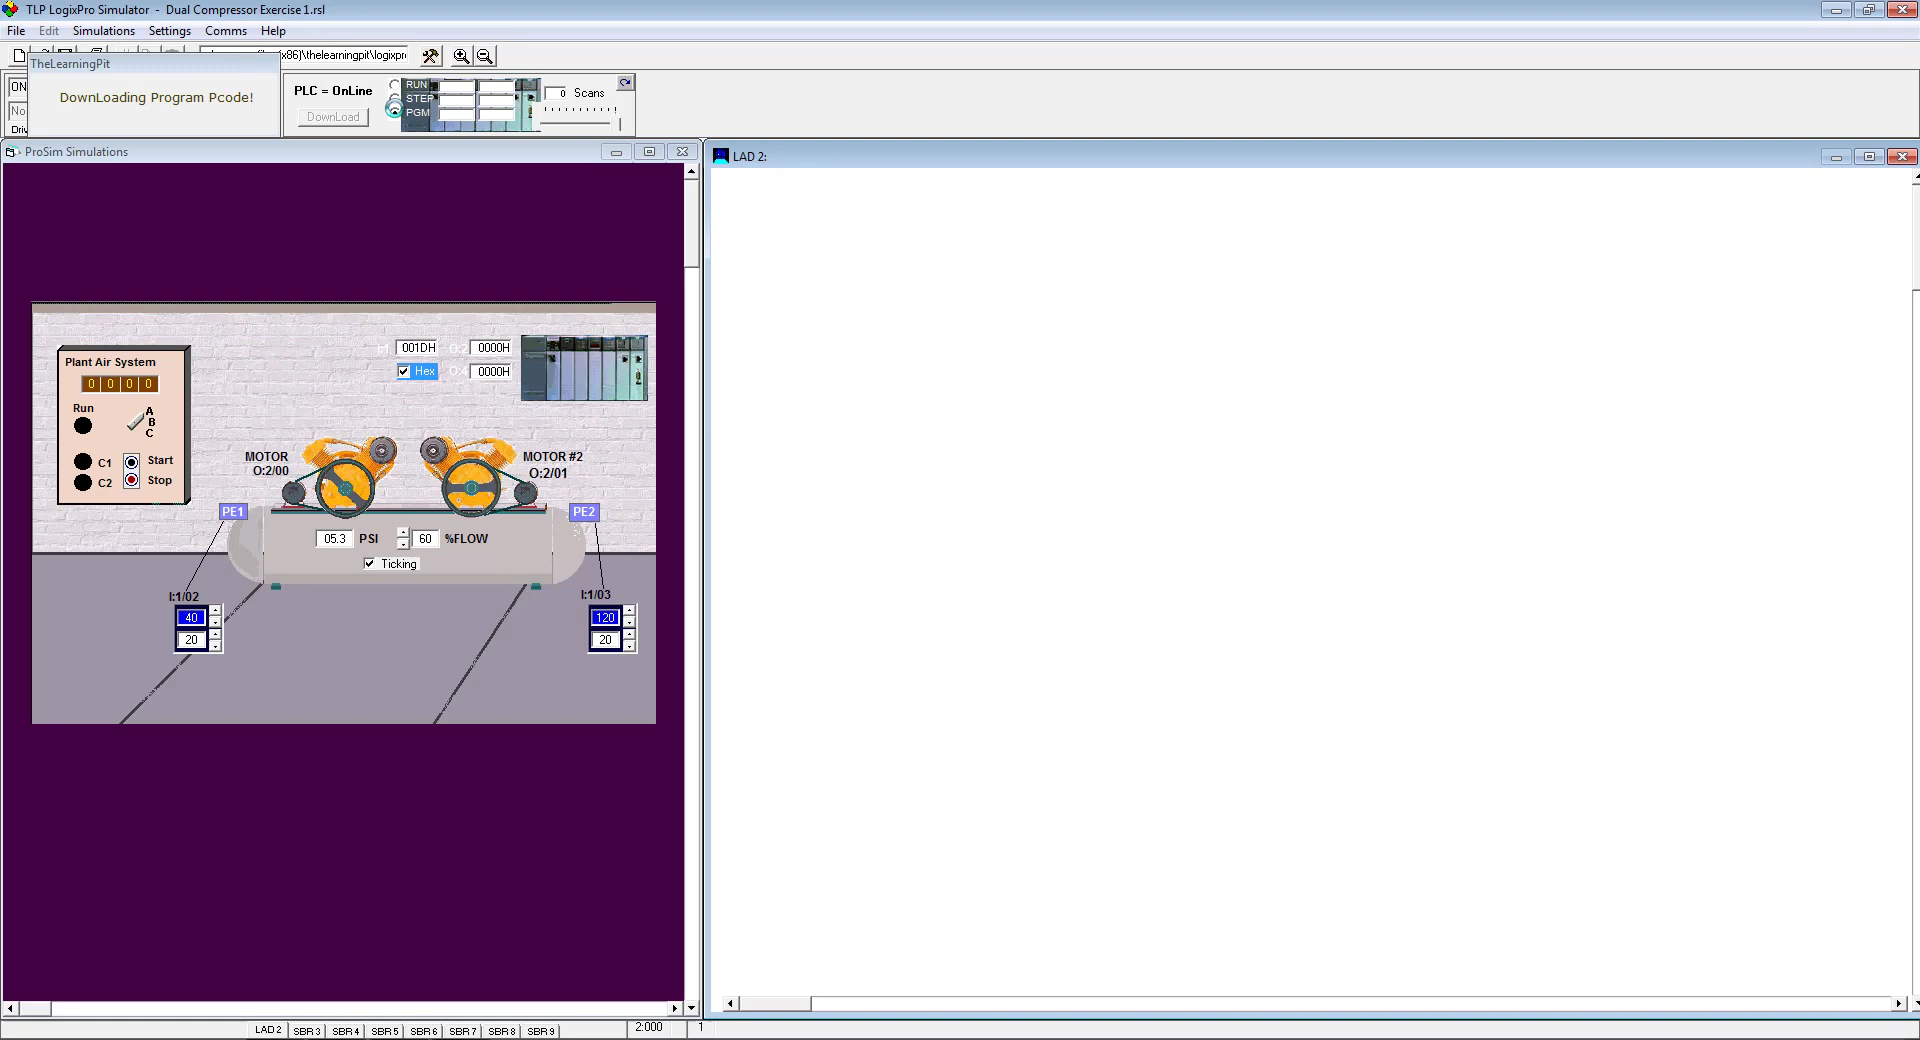 TLP LogixPro Simulator - Dual Compressor Exercise 1.rsl
File Edit Simulations Settings Comms Help
x86)\thelearningpit\logixpr
TheLearningPit
DownLoading Program Pcode!
ON
No
Driv
PLC = OnLine
DownLoad
RUN
STEP
PGM
0 Scans
ProSim Simulations
LAD 2:
Plant Air System
0 0 0 0
Run
A
B
C
C1
C2
Start
Stop
001DH O:2 0000H
Hex O:4 0000H
MOTOR
O:2/00
MOTOR #2
O:2/01
PE1
PE2
05.3 PSI 60 %FLOW
Ticking
I:1/02
40
20
I:1/03
120
20
LAD 2 SBR 3 SBR 4 SBR 5 SBR 6 SBR 7 SBR 8 SBR 9 2:000 1